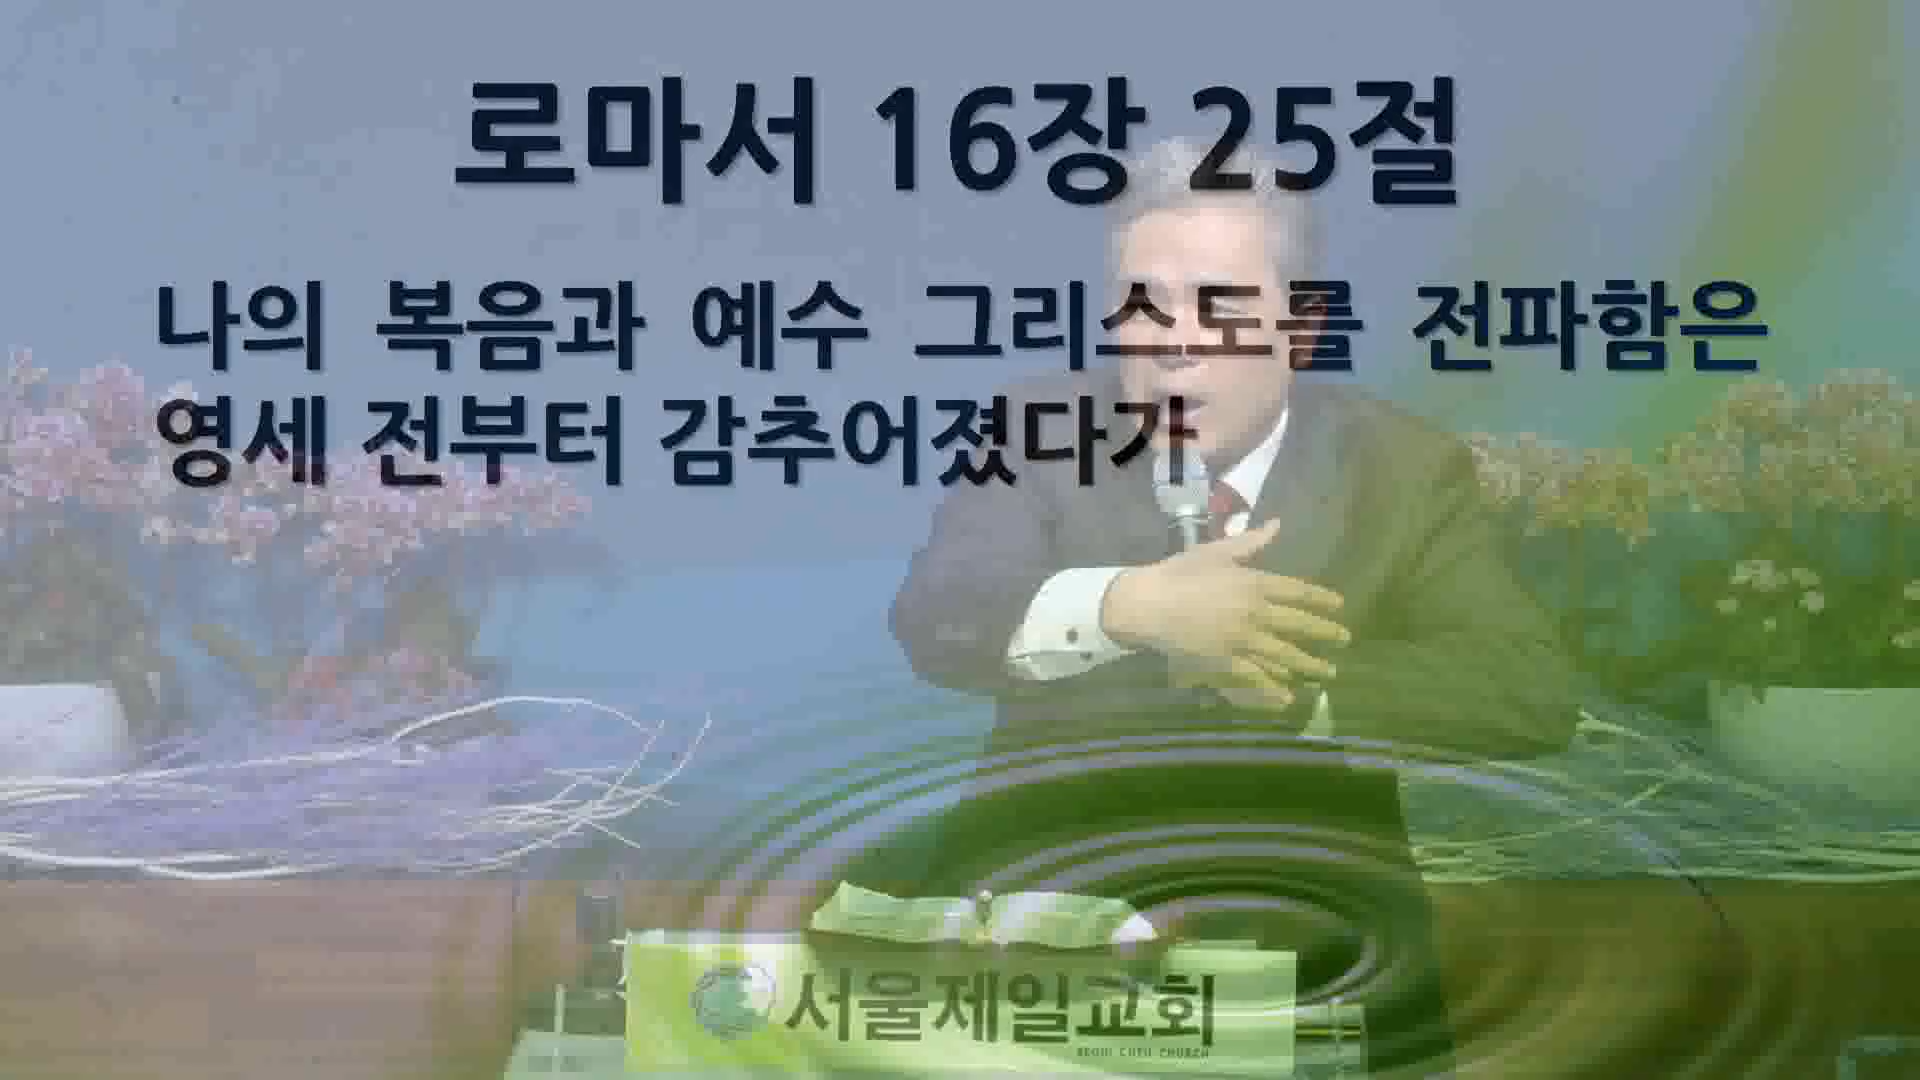 로마서 16장 25절
나의 복음과 예수 그리스도를 전파함은
영세 전부터 감추어졌다가
서울제일교회